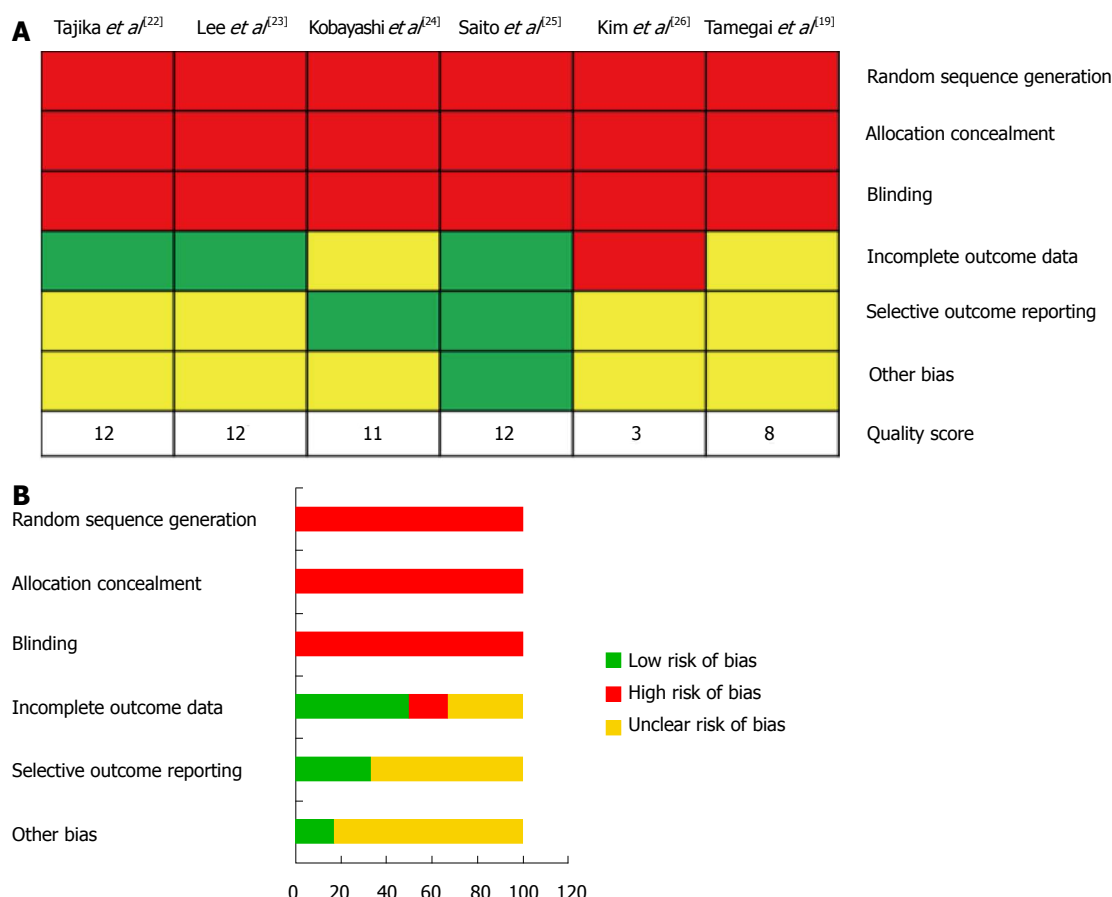 A
Tajika et al[22] Lee et al[23] Kobayashi et al[24] Saito et al[25] Kim et al[26] Tamegai et al[19]
Random sequence generation
Allocation concealment
Blinding
Incomplete outcome data
Selective outcome reporting
Other bias
12 12 11 12 3 8 Quality score
B
Random sequence generation
Allocation concealment
Blinding
Incomplete outcome data
Selective outcome reporting
Other bias
Low risk of bias
High risk of bias
Unclear risk of bias
0 20 40 60 80 100 120